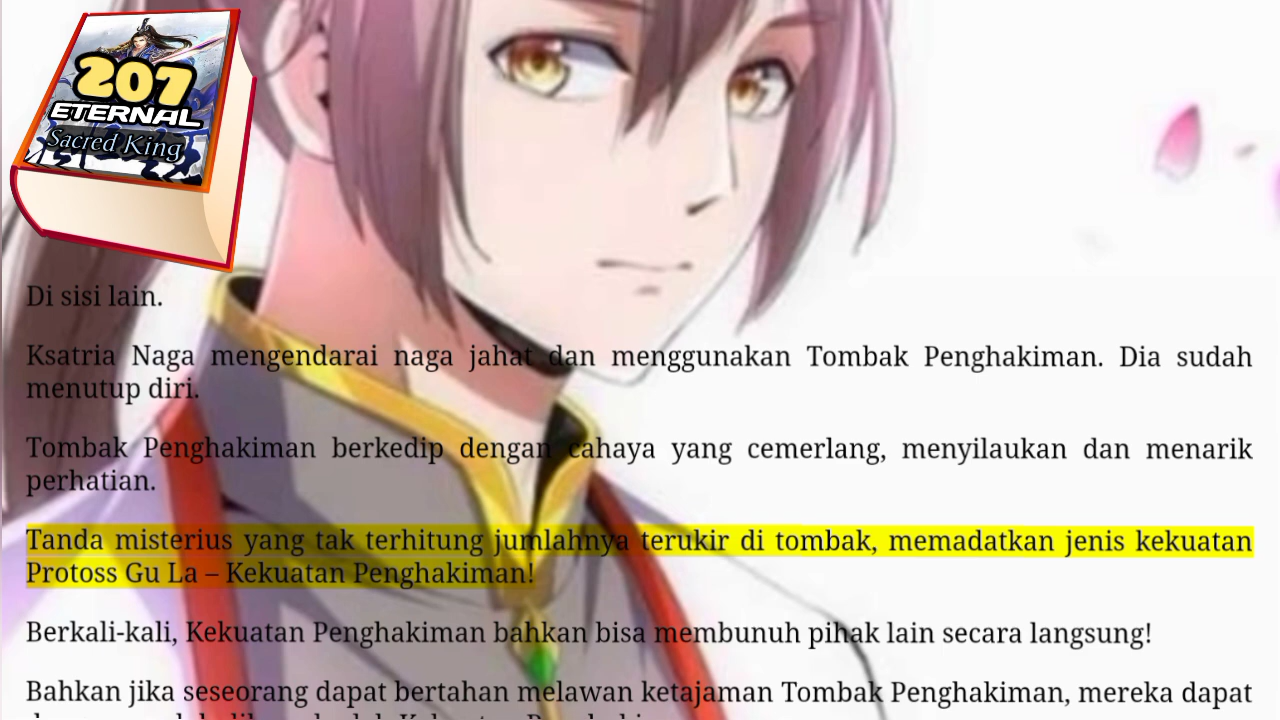 207
ETERNAL
Sacred King
Di sisi lain.
Ksatria Naga mengendarai naga jahat dan menggunakan Tombak Penghakiman. Dia sudah
menutup diri.
Tombak Penghakiman berkedip dengan cahaya yang cemerlang, menyilaukan dan menarik
perhatian.
Tanda misterius yang tak terhitung jumlahnya terukir di tombak, memadatkan jenis kekuatan
Protoss Gu La – Kekuatan Penghakiman!
Berkali-kali, Kekuatan Penghakiman bahkan bisa membunuh pihak lain secara langsung!
Bahkan jika seseorang dapat bertahan melawan ketajaman Tombak Penghakiman, mereka dapat